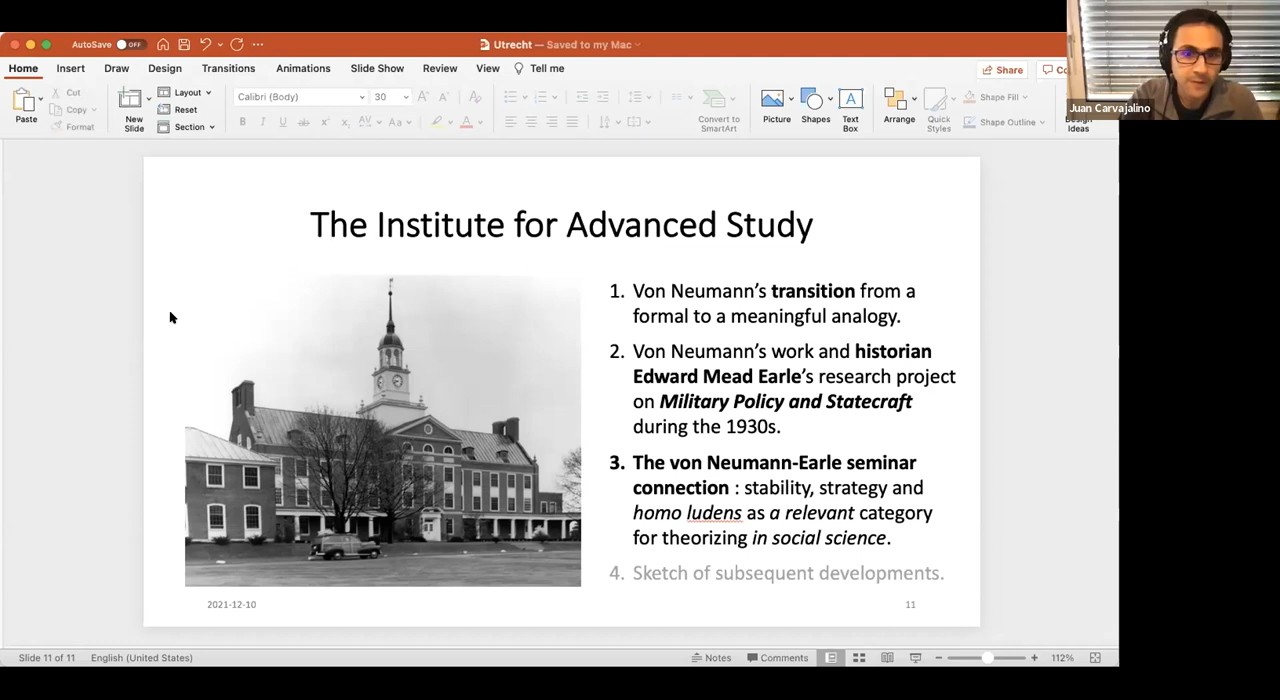 AutoSave OFF
Utrecht — Saved to my Mac
Home Insert Draw Design Transitions Animations Slide Show Review View Tell me
Share
Paste
Cut
Copy
Format
New
Slide
Layout
Reset
Section
Calibri (Body) 30
Convert to
SmartArt
Picture
Shapes
Text
Box
Arrange
Quick
Styles
Shape Fill
Shape Outline
Ideas
Juan Carvajalino
The Institute for Advanced Study
1. Von Neumann’s transition from a
formal to a meaningful analogy.
2. Von Neumann’s work and historian
Edward Mead Earle’s research project
on Military Policy and Statecraft
during the 1930s.
3. The von Neumann-Earle seminar
connection : stability, strategy and
homo ludens as a relevant category
for theorizing in social science.
4. Sketch of subsequent developments.
2021-12-10
11
Slide 11 of 11 English (United States) Notes Comments 112%